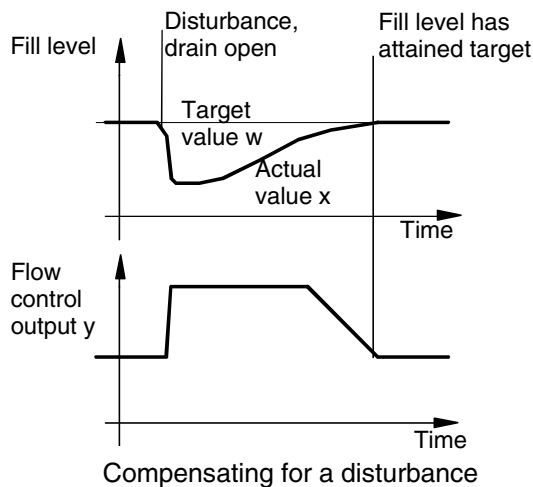 Disturbance,
drain open
Fill level has
attained target
Fill level
Target
value w
Actual
value x
Time
Flow
control
output y
Time
Compensating for a disturbance